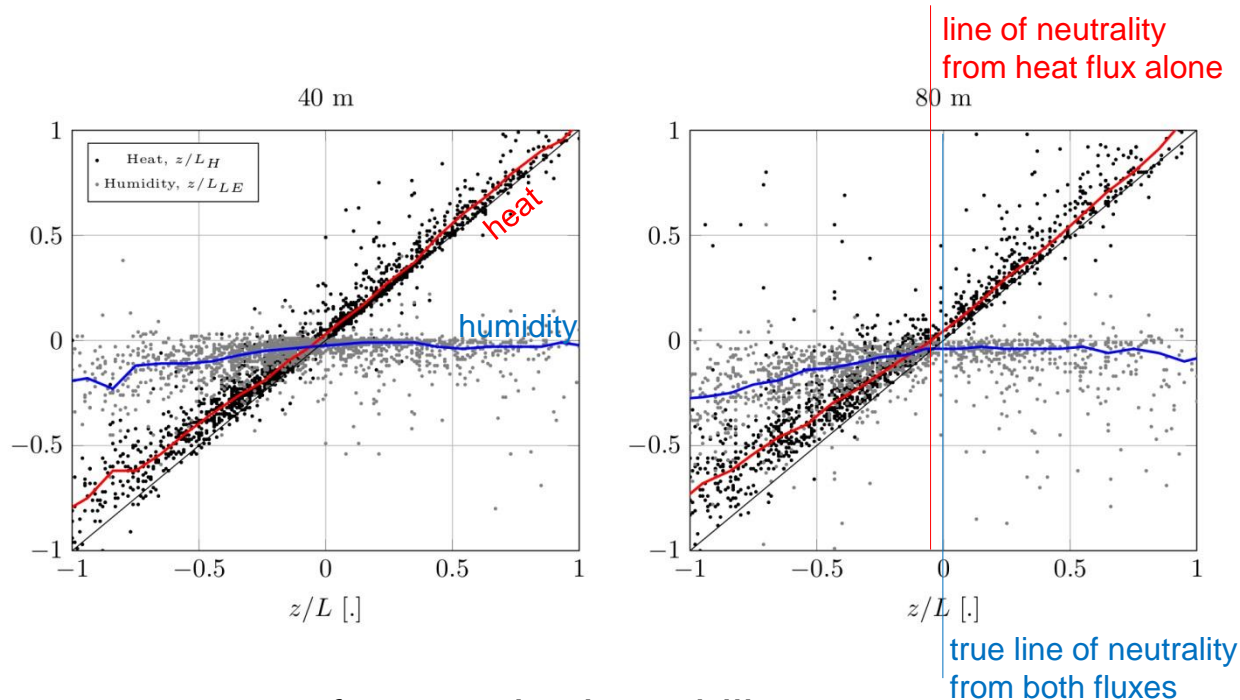 line of neutrality
from heat flux alone
40 m
80 m
Heat, z/L_H
Humidity, z/L_LE
heat
humidity
1
0.5
0
−0.5
−1
−1
−0.5
0
0.5
1
z/L [.]
1
0.5
0
−0.5
−1
−1
−0.5
0
0.5
1
z/L [.]
true line of neutrality
from both fluxes